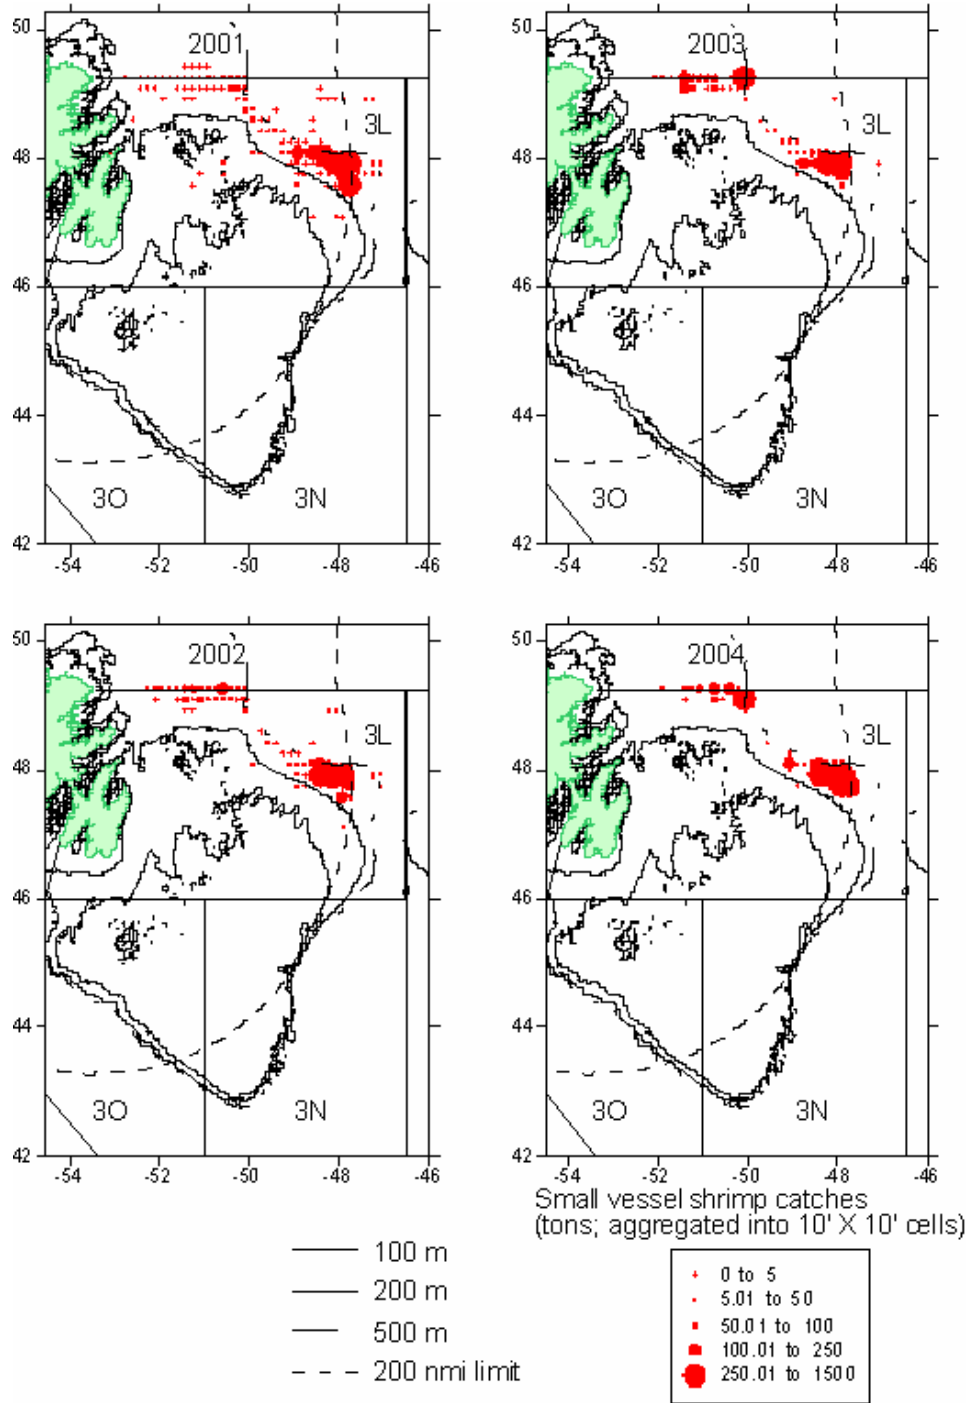 50
2001
48
3L
46
44
3O
3N
42
-54
-52
-50
-48
-46
50
2003
48
3L
46
44
3O
3N
42
-54
-52
-50
-48
-46
50
2002
48
3L
46
44
3O
3N
42
-54
-52
-50
-48
-46
50
2004
48
3L
46
44
3O
3N
42
-54
-52
-50
-48
-46
Small vessel shrimp catches
(tons; aggregated into 10' X 10' cells)
100 m
200 m
500 m
200 nmi limit
0 to 5
5.01 to 50
50.01 to 100
100.01 to 250
250.01 to 1500